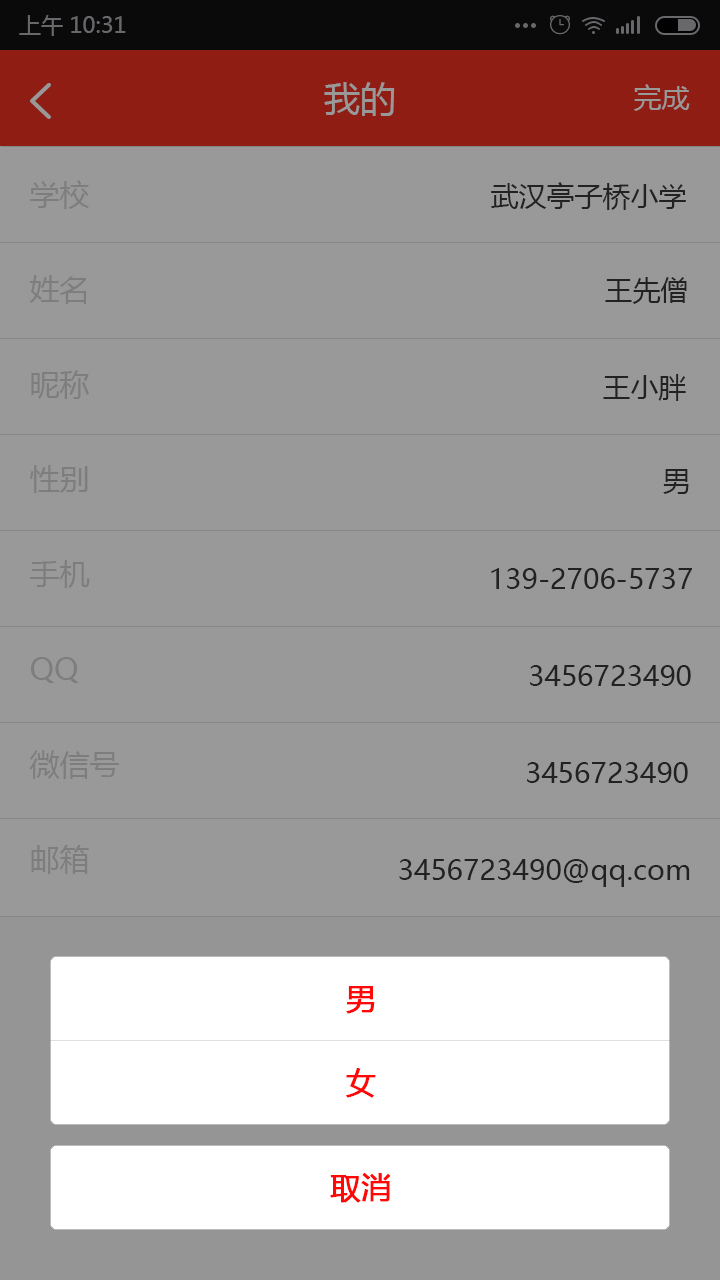 上午 10:31
我的
完成
学校
武汉亭子桥小学
姓名
王先僧
昵称
王小胖
性别
男
手机
139-2706-5737
QQ
3456723490
微信号
3456723490
邮箱
3456723490@qq.com
男
女
取消